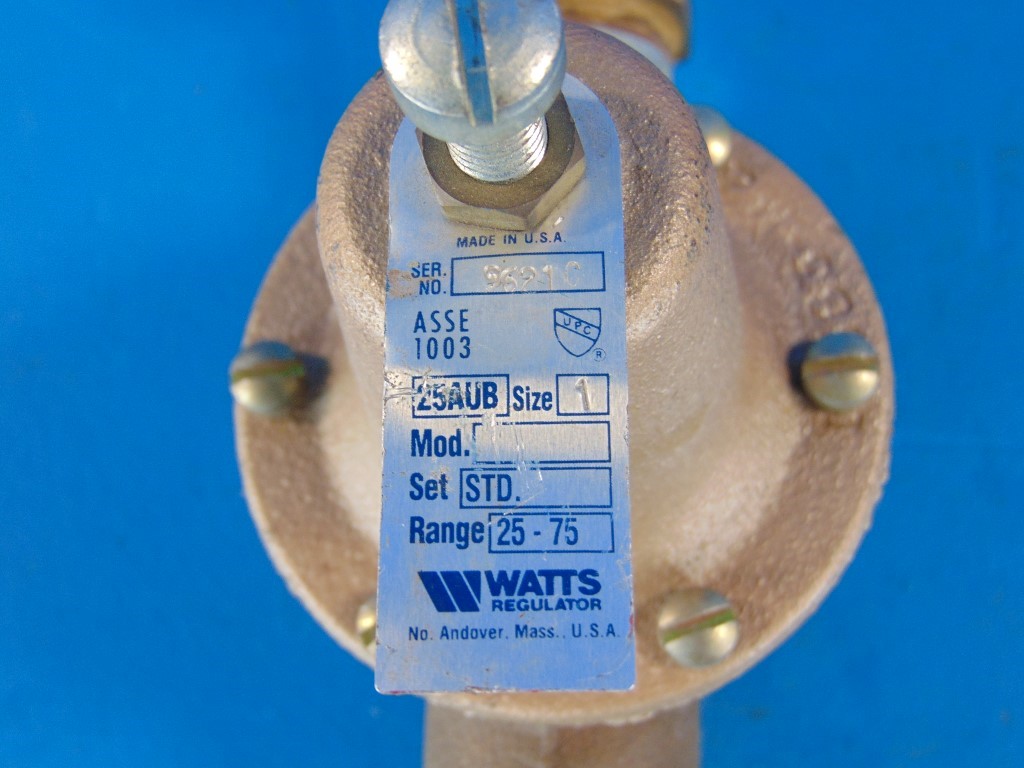 MADE IN U.S.A.
SER. NO.
ASSE
1003
UPC
®
25AUB Size 1
Mod.
Set STD.
Range 25 - 75
WATTS
REGULATOR
No. Andover, Mass., U.S.A.